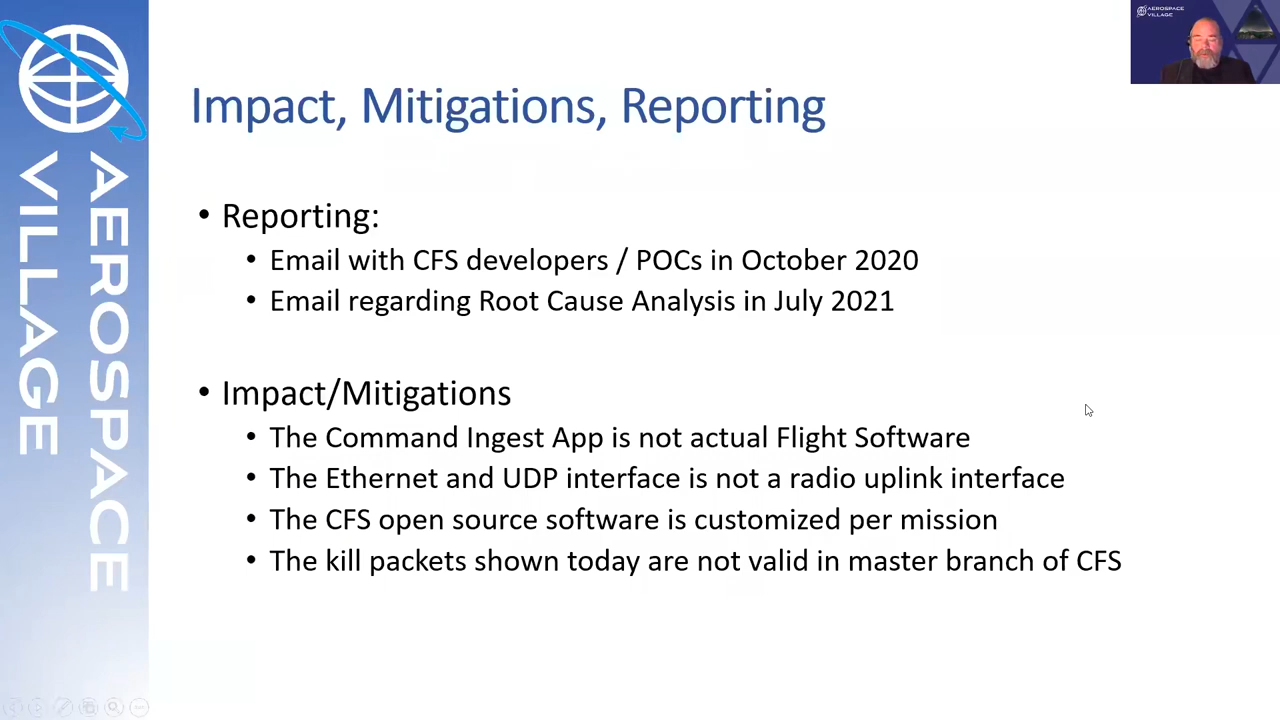 AEROSPACE
VILLAGE
AEROSPACE
VILLAGE
Impact, Mitigations, Reporting
• Reporting:
• Email with CFS developers / POCs in October 2020
• Email regarding Root Cause Analysis in July 2021
• Impact/Mitigations
• The Command Ingest App is not actual Flight Software
• The Ethernet and UDP interface is not a radio uplink interface
• The CFS open source software is customized per mission
• The kill packets shown today are not valid in master branch of CFS